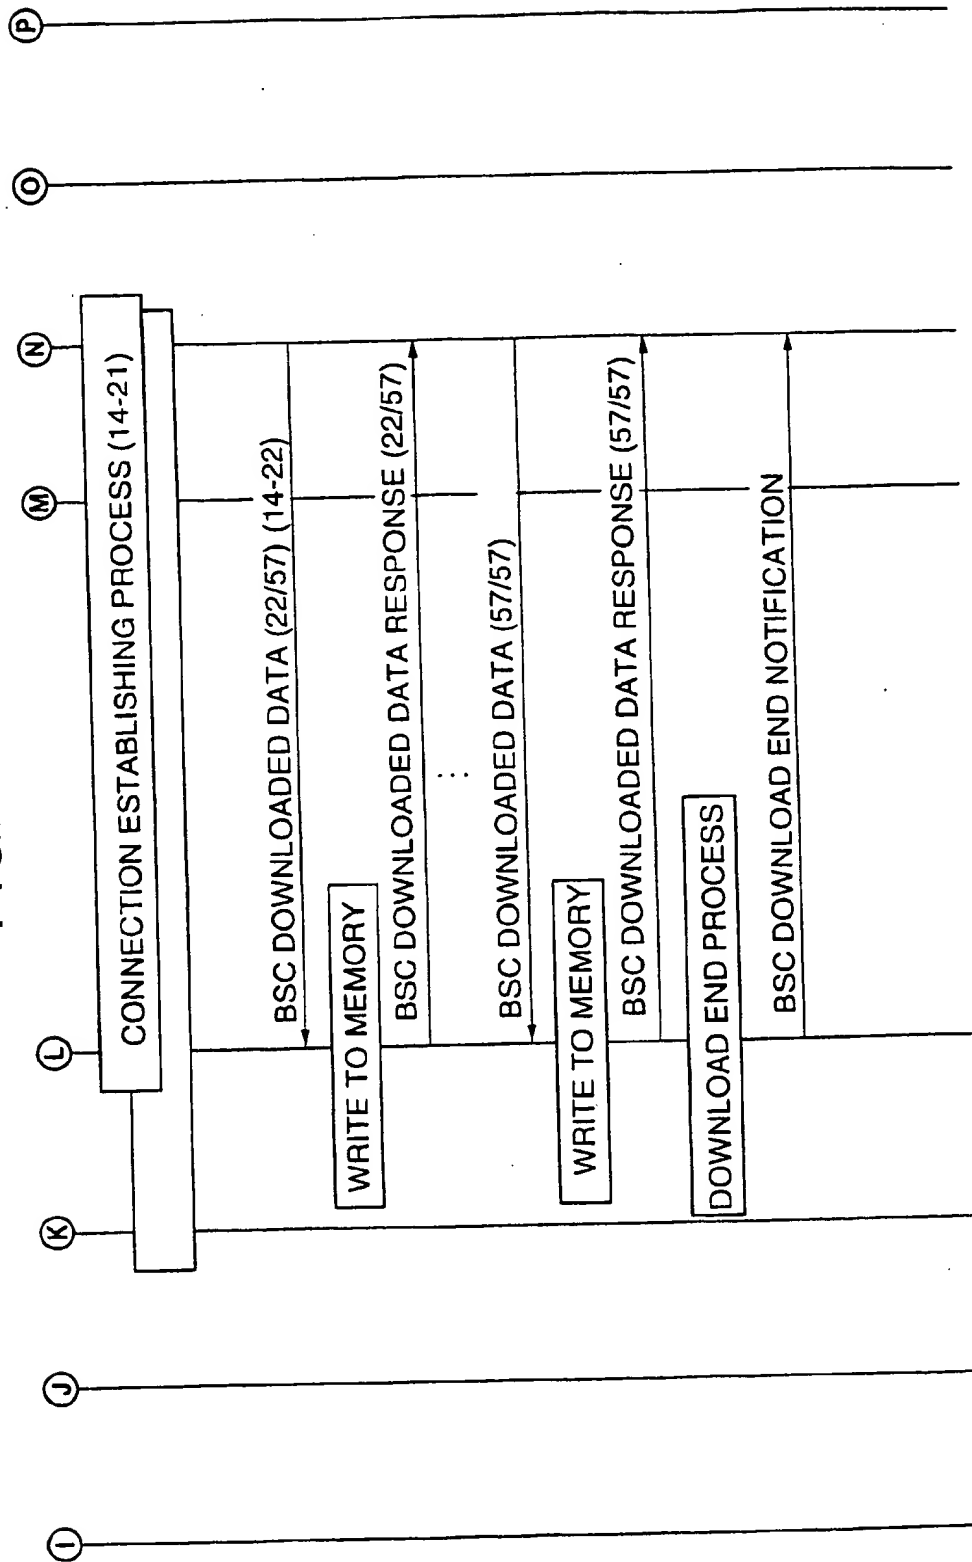 I
J
K
L
M
N
O
P
CONNECTION ESTABLISHING PROCESS (14-21)
BSC DOWNLOADED DATA (22/57) (14-22)
WRITE TO MEMORY
BSC DOWNLOADED DATA RESPONSE (22/57)
...
BSC DOWNLOADED DATA (57/57)
WRITE TO MEMORY
BSC DOWNLOADED DATA RESPONSE (57/57)
DOWNLOAD END PROCESS
BSC DOWNLOAD END NOTIFICATION